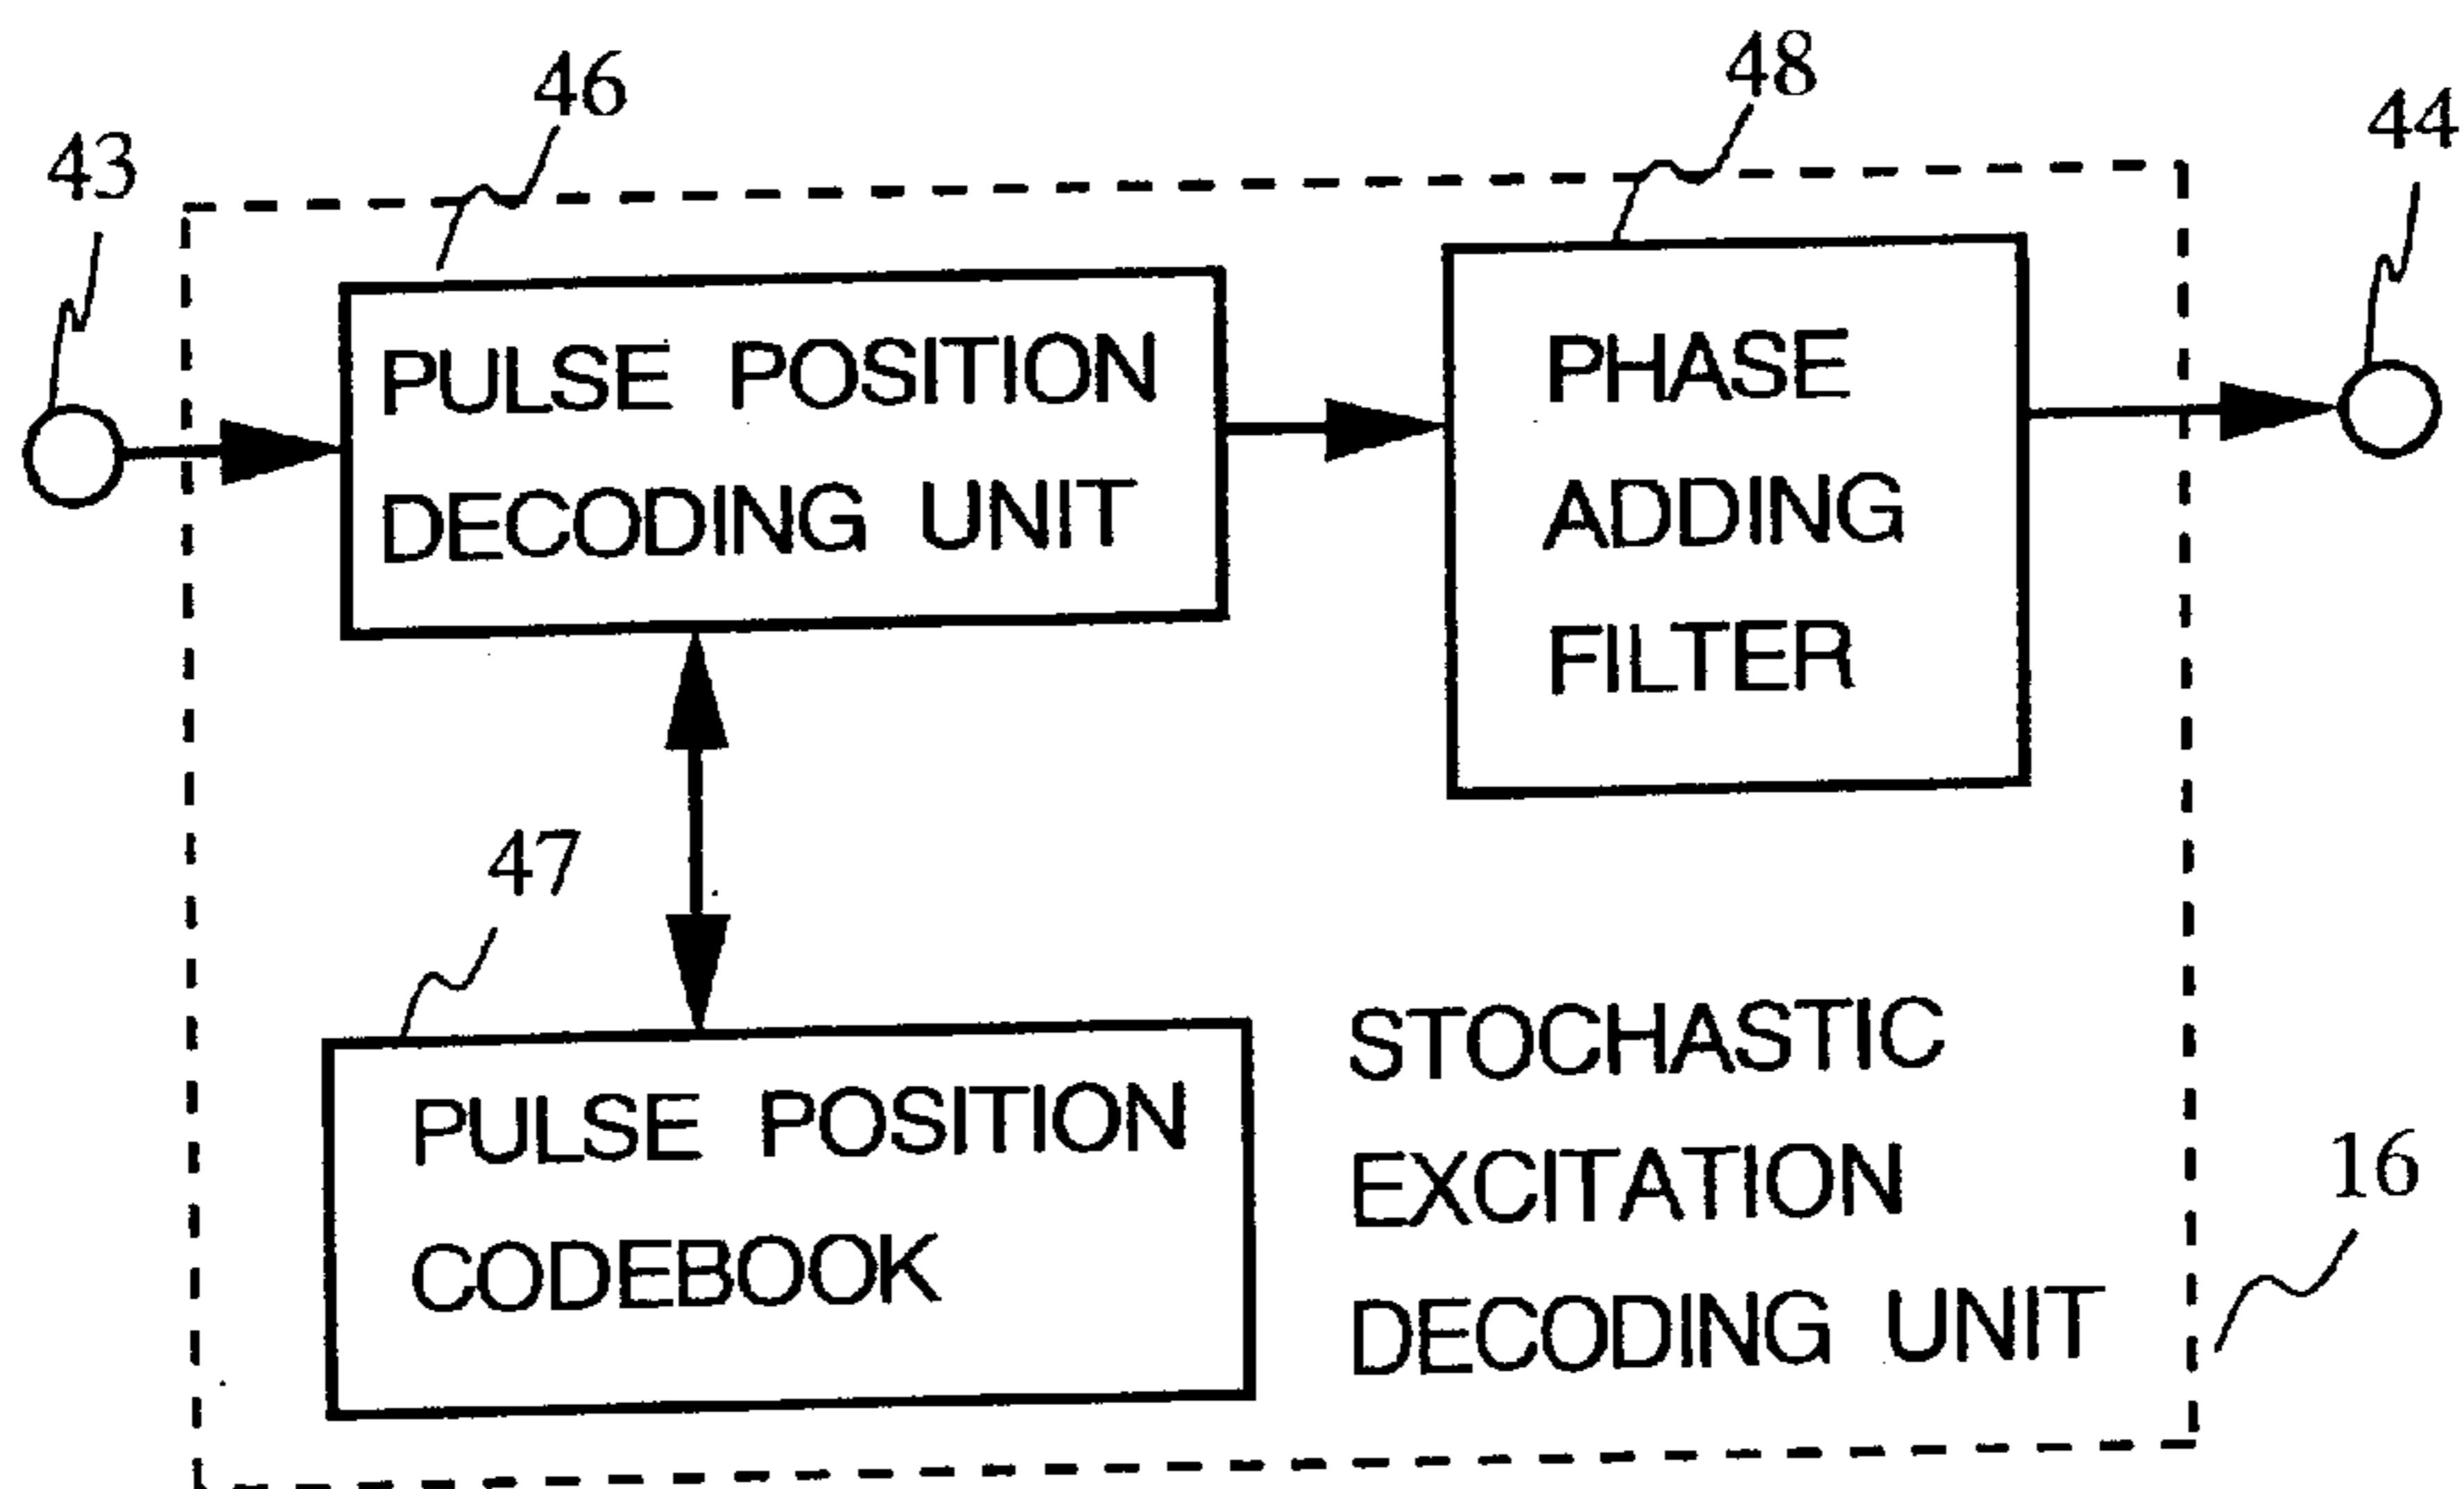 46
48
44
43
PULSE POSITION
DECODING UNIT
PHASE
ADDING
FILTER
47
PULSE POSITION
CODEBOOK
STOCHASTIC
EXCITATION
DECODING UNIT
16